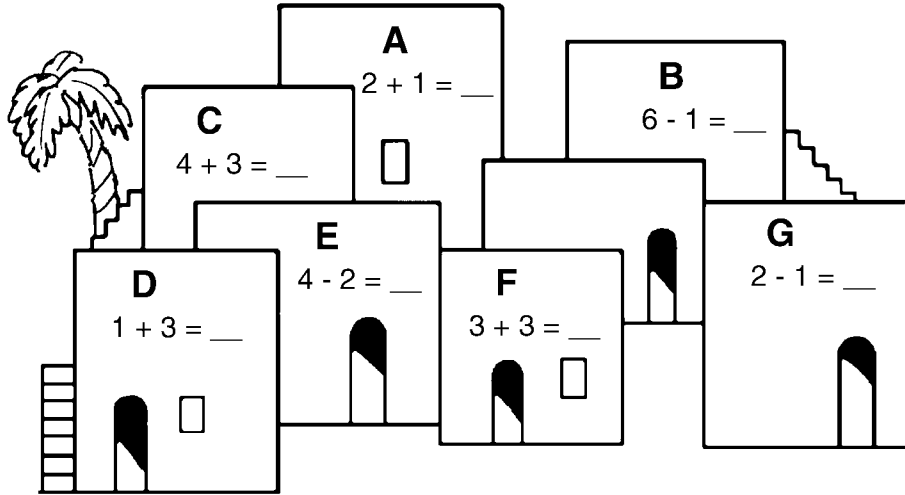 A
2 + 1 = __
B
6 - 1 = __
C
4 + 3 = __
E
4 - 2 = __
G
2 - 1 = __
D
1 + 3 = __
F
3 + 3 = __